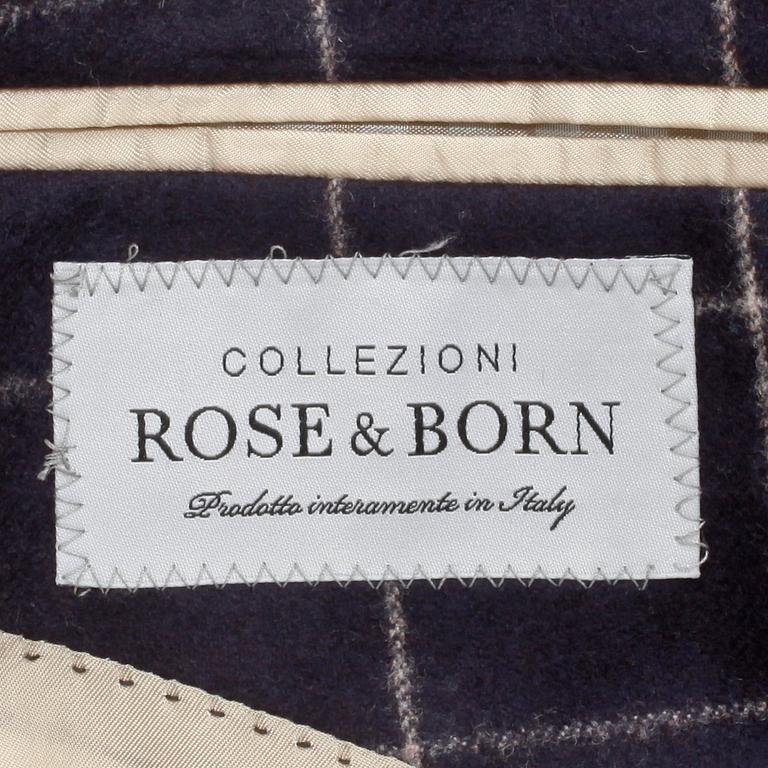 COLLEZIONI
ROSE & BORN
Prodotto interamente in Italy